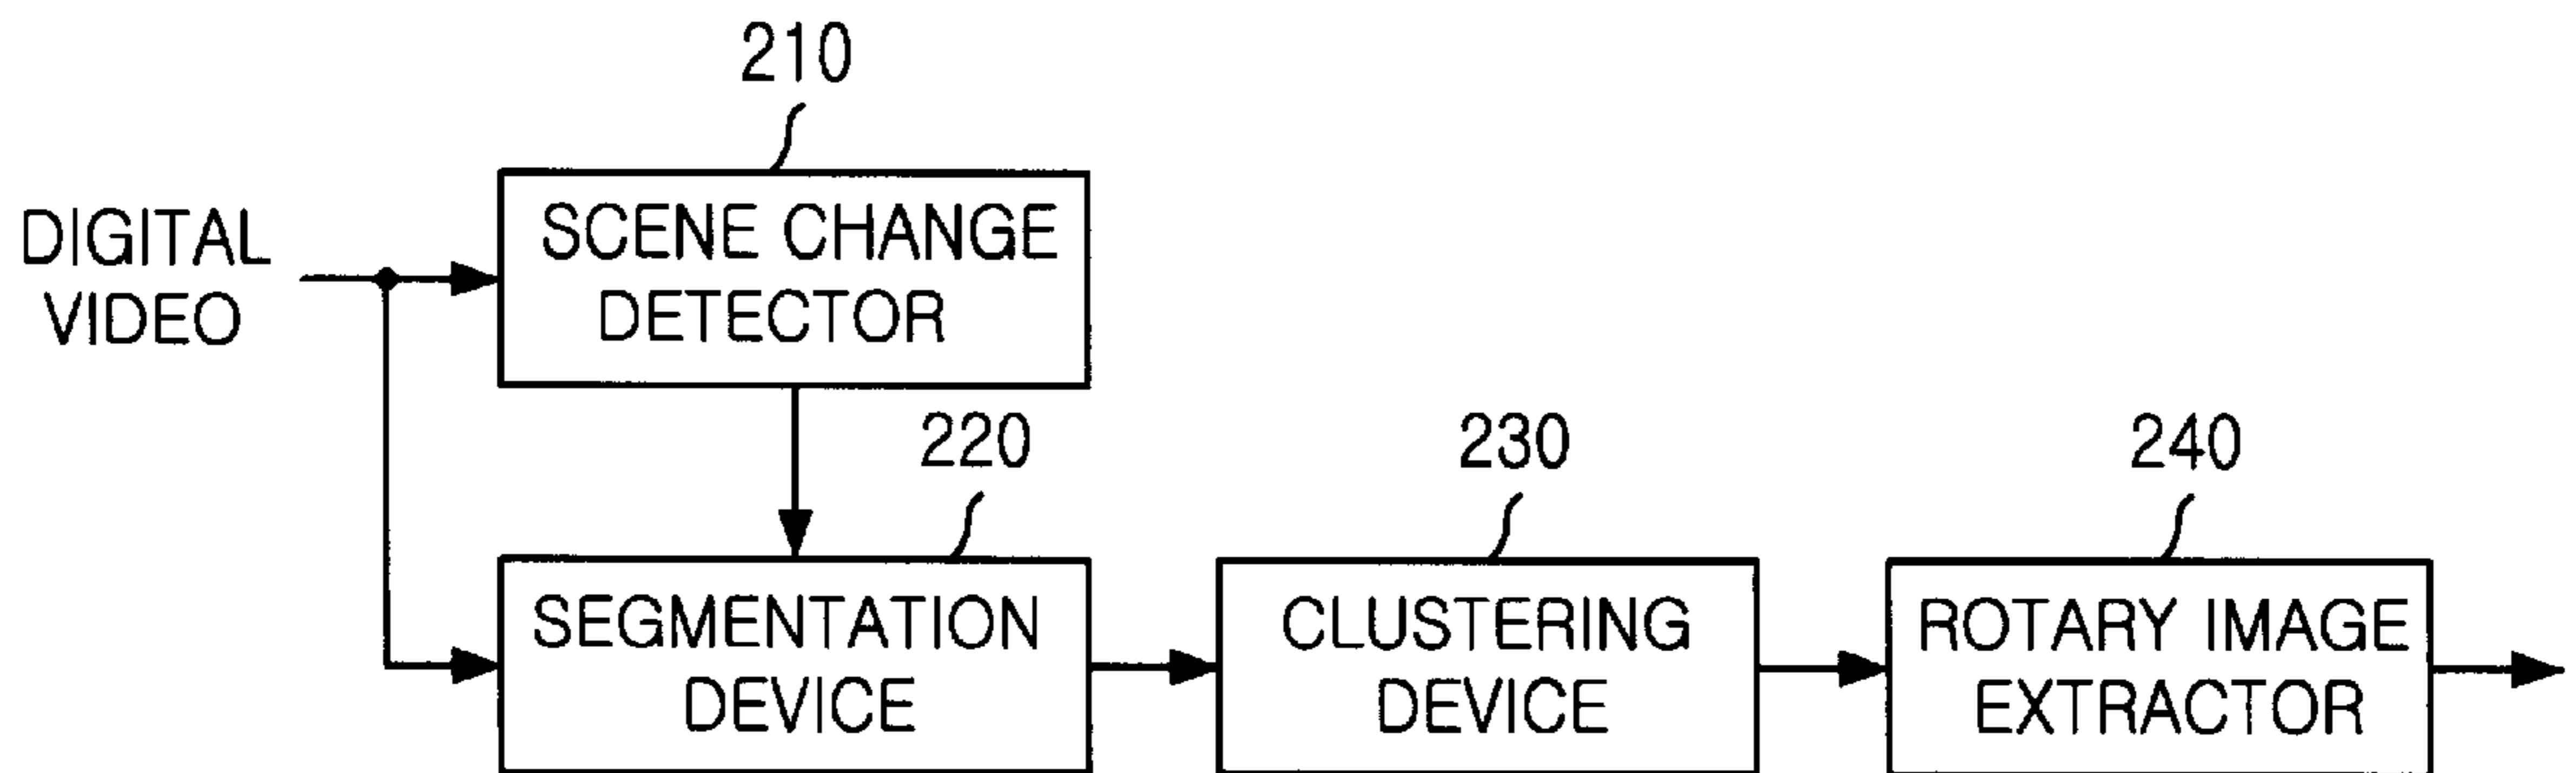 210
DIGITAL
VIDEO
SCENE CHANGE
DETECTOR
220
230
240
SEGMENTATION
DEVICE
CLUSTERING
DEVICE
ROTARY IMAGE
EXTRACTOR